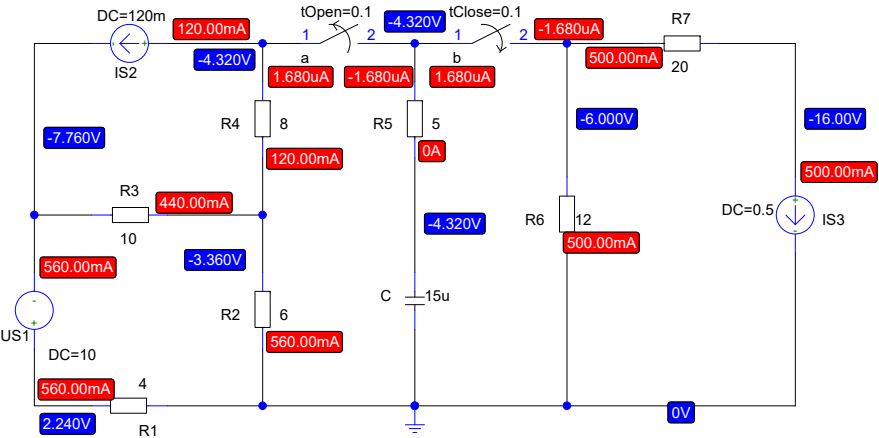 DC=120m
120.00mA
tOpen=0.1
-4.320V
tClose=0.1
-1.680uA
R7
1
2
1
2
-4.320V
IS2
a
b
500.00mA
20
1.680uA
-1.680uA
1.680uA
R4
8
R5
5
-6.000V
-16.00V
-7.760V
120.00mA
0A
500.00mA
R3
440.00mA
10
-4.320V
R6
12
500.00mA
DC=0.5
+
-
IS3
560.00mA
-3.360V
-
+
US1
DC=10
R2
6
560.00mA
C
15u
560.00mA
4
2.240V
R1
0V